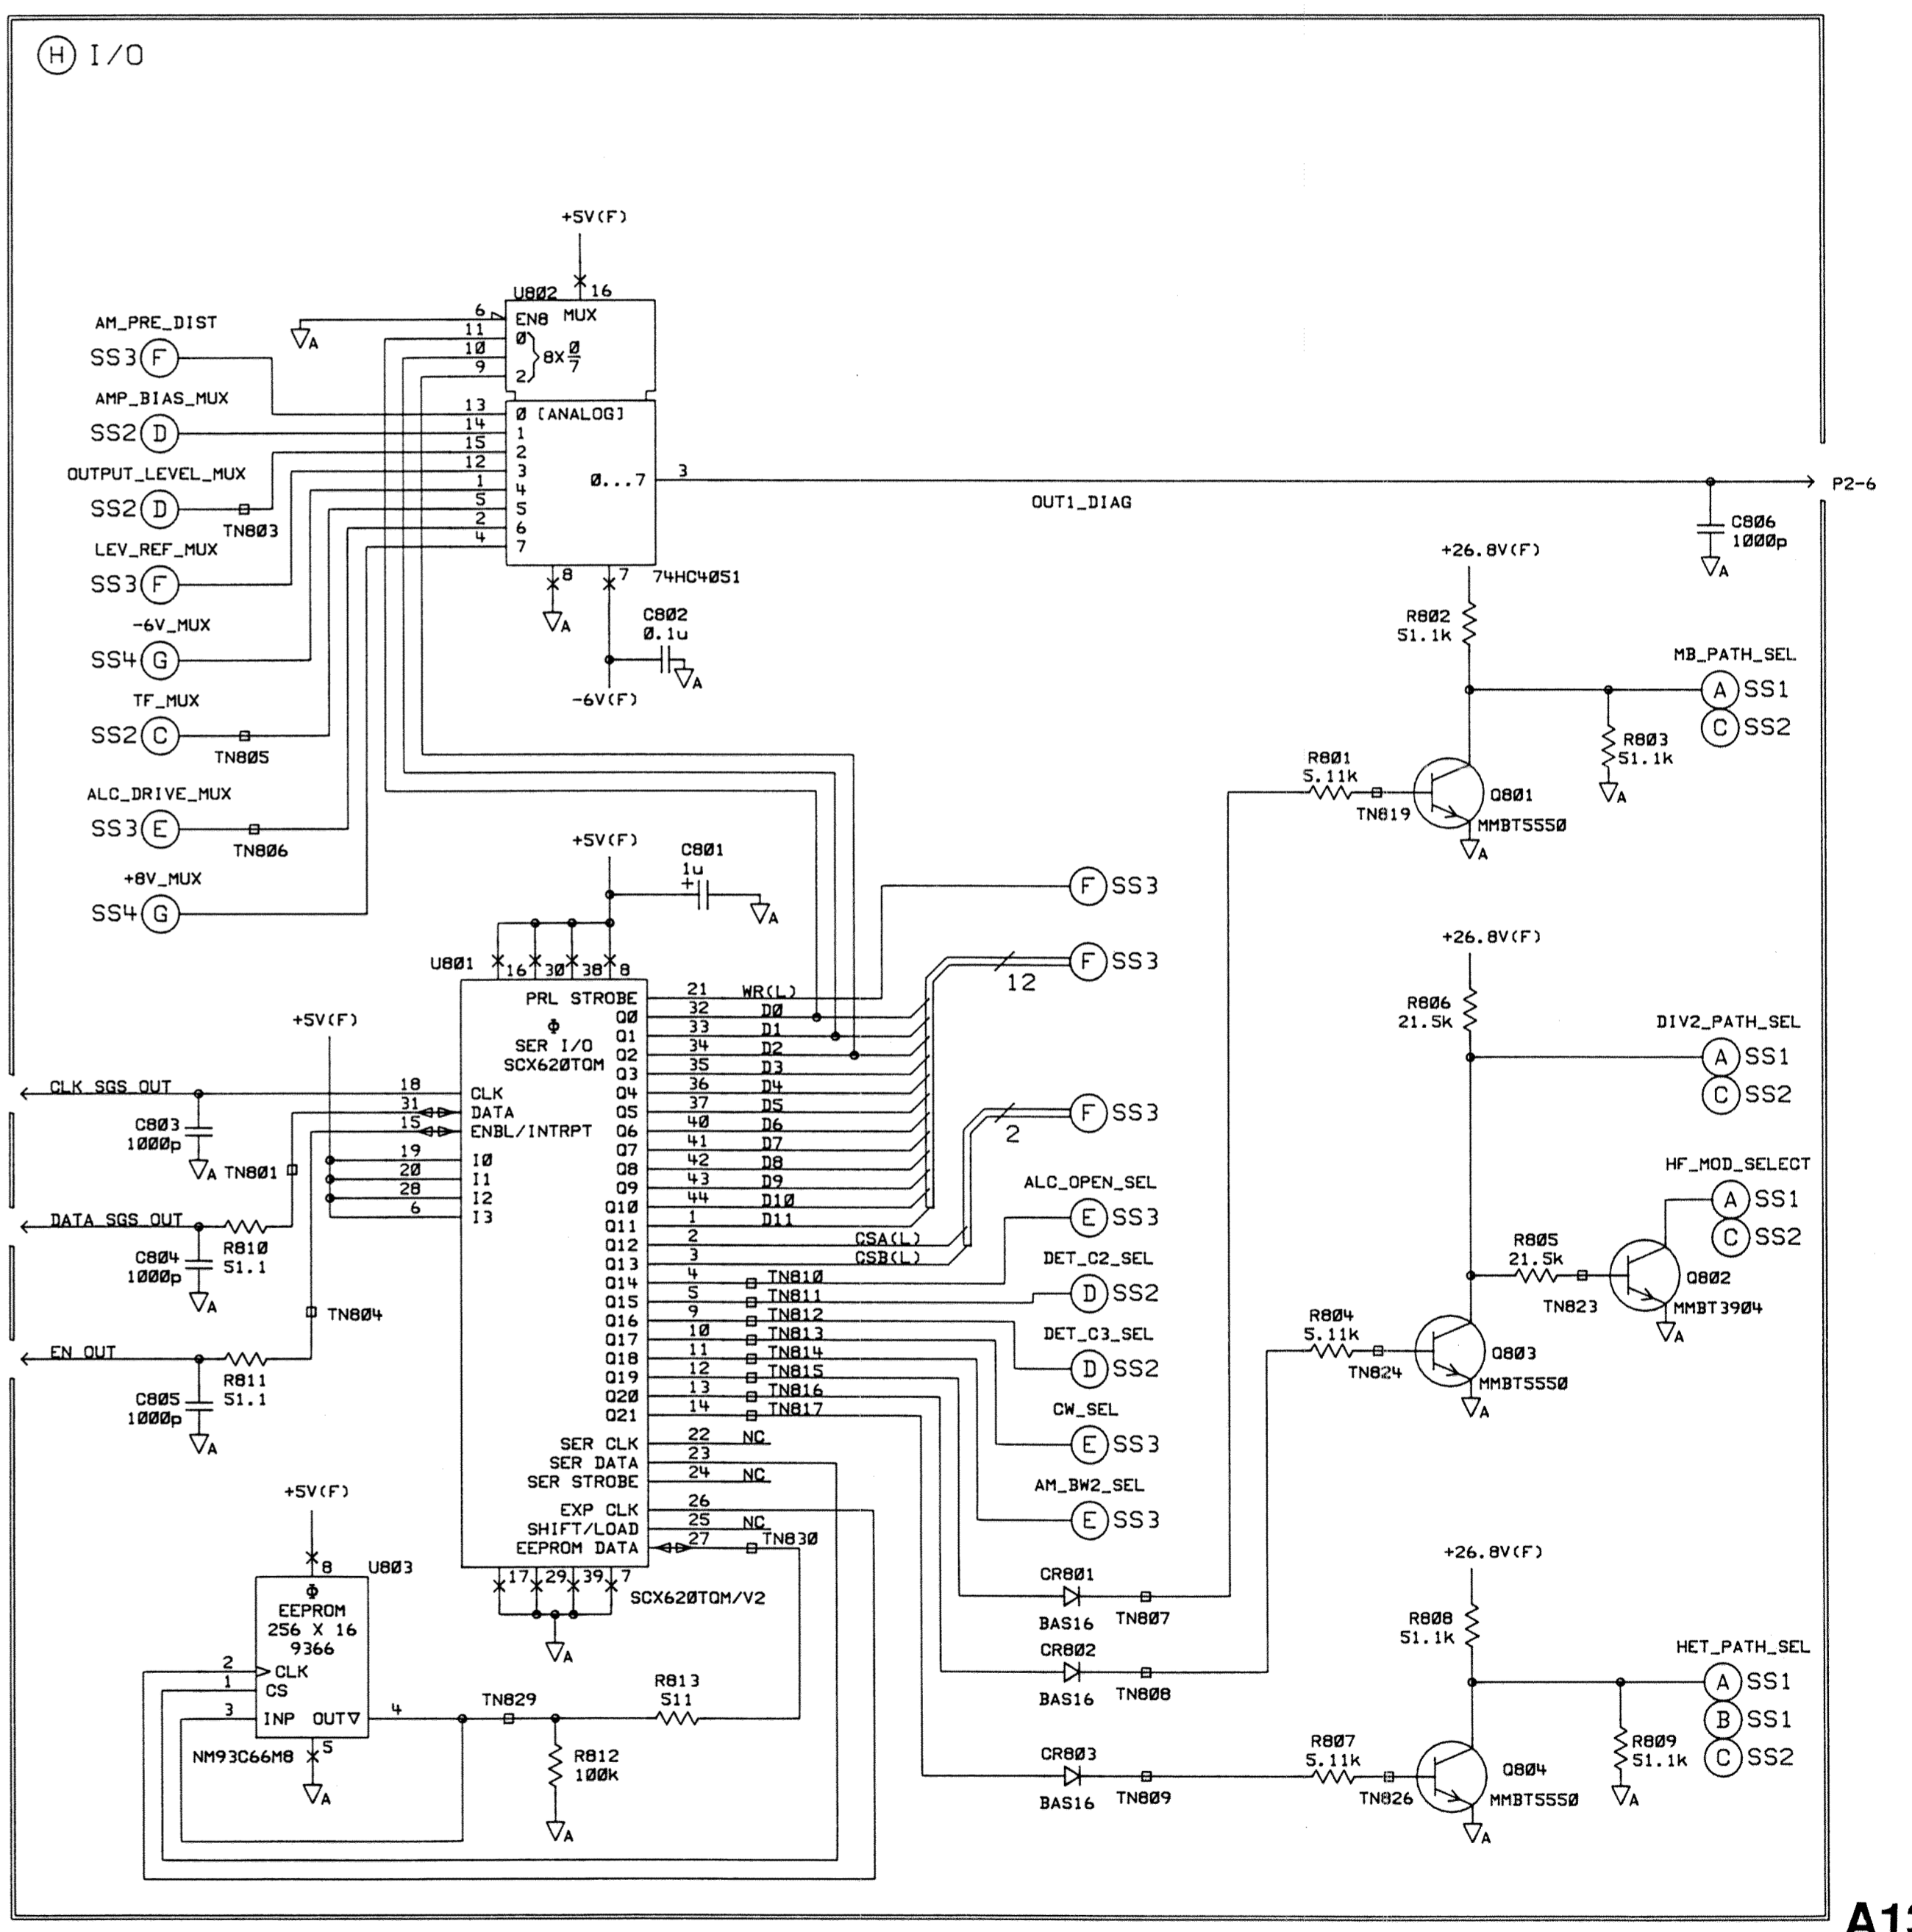 H I/O
+5V(F)
U802
16
6
EN8 MUX
11
Ø
10
8X Ø/7
9
2
AM_PRE_DIST
SS3 F
A
AMP_BIAS_MUX
SS2 D
OUTPUT_LEVEL_MUX
SS2 D
TN803
LEV_REF_MUX
SS3 F
-6V_MUX
SS4 G
TF_MUX
SS2 C
TN805
ALC_DRIVE_MUX
SS3 E
TN806
+8V_MUX
SS4 G
13
Ø [ANALOG]
14
1
15
2
12
3
1
4
5
5
2
6
4
7
Ø...7
3
8
7
74HC4051
A
C802
Ø.1u
A
-6V(F)
OUT1_DIAG
P2-6
C806
1000p
A
+26.8V(F)
R802
51.1k
MB_PATH_SEL
A SS1
C SS2
R803
51.1k
A
R801
5.11k
TN819
Q801
MMBT5550
A
+5V(F)
C801
1u
+
A
U801
16
30
38
8
PRL STROBE
Φ
SER I/O
SCX620TQM
21 WR(L)
Q0 32 D0
Q1 33 D1
Q2 34 D2
Q3 35 D3
Q4 36 D4
Q5 37 D5
Q6 40 D6
Q7 41 D7
Q8 42 D8
Q9 43 D9
Q10 44 D10
Q11 1 D11
Q12 2 CSA(L)
Q13 3 CSB(L)
Q14 4 TN810
Q15 5 TN811
Q16 9 TN812
Q17 10 TN813
Q18 11 TN814
Q19 12 TN815
Q20 13 TN816
Q21 14 TN817
SER CLK 22 NC
SER DATA 23
SER STROBE 24 NC
EXP CLK 26
SHIFT/LOAD 25 NC
EEPROM DATA 27 TN830
17
29
39
7
SCX620TQM/V2
A
+5V(F)
CLK_SGS_OUT
18 CLK
31 DATA
15 ENBL/INTRPT
19 I0
20 I1
28 I2
6 I3
C803
1000p
A
TN801
DATA_SGS_OUT
R810
51.1
C804
1000p
A
TN804
EN_OUT
R811
51.1
C805
1000p
A
+5V(F)
8
U803
Φ
EEPROM
256 X 16
9366
2 CLK
1 CS
3 INP OUT 4
NM93C66M8
5
A
TN829
R813
511
R812
100k
A
F SS3
F SS3
12
F SS3
2
ALC_OPEN_SEL
E SS3
DET_C2_SEL
D SS2
DET_C3_SEL
D SS2
CW_SEL
E SS3
AM_BW2_SEL
E SS3
CR801
BAS16
TN807
CR802
BAS16
TN808
CR803
BAS16
TN809
+26.8V(F)
R806
21.5k
DIV2_PATH_SEL
A SS1
C SS2
HF_MOD_SELECT
A SS1
C SS2
R805
21.5k
TN823
Q802
MMBT3904
A
R804
5.11k
TN824
Q803
MMBT5550
A
+26.8V(F)
R808
51.1k
HET_PATH_SEL
A SS1
B SS1
C SS2
R807
5.11k
TN826
Q804
MMBT5550
A
R809
51.1k
A